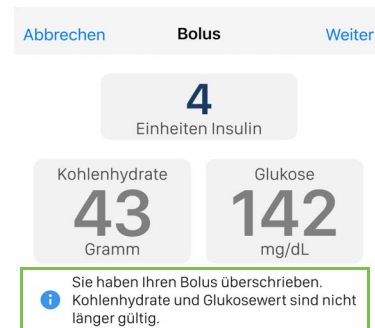 Abbrechen Bolus Weiter
4
Einheiten Insulin
Kohlenhydrate Glukose
43 142
Gramm mg/dL
Sie haben Ihren Bolus überschrieben.
Kohlenhydrate und Glukosewert sind nicht
länger gültig.